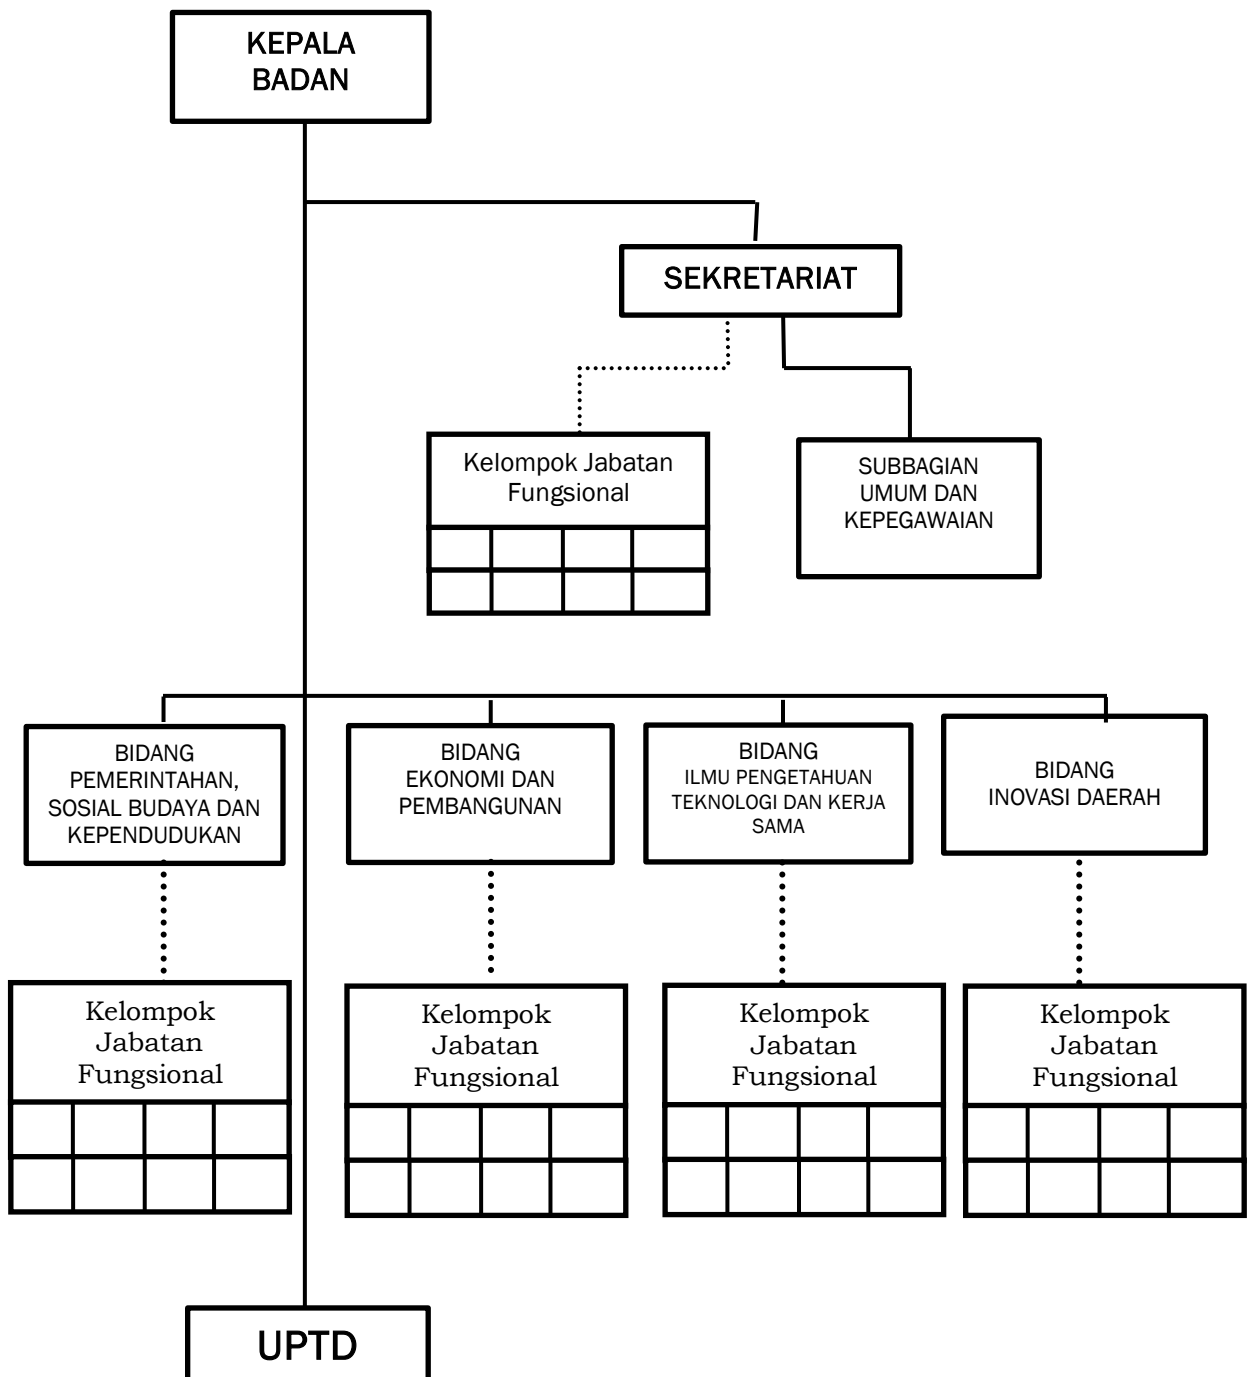 KEPALA
BADAN
SEKRETARIAT
Kelompok Jabatan
Fungsional
SUBBAGIAN
UMUM DAN
KEPEGAWAIAN
BIDANG
PEMERINTAHAN,
SOSIAL BUDAYA DAN
KEPENDUDUKAN
BIDANG
EKONOMI DAN
PEMBANGUNAN
BIDANG
ILMU PENGETAHUAN
TEKNOLOGI DAN KERJA
SAMA
BIDANG
INOVASI DAERAH
Kelompok
Jabatan
Fungsional
Kelompok
Jabatan
Fungsional
Kelompok
Jabatan
Fungsional
Kelompok
Jabatan
Fungsional
UPTD